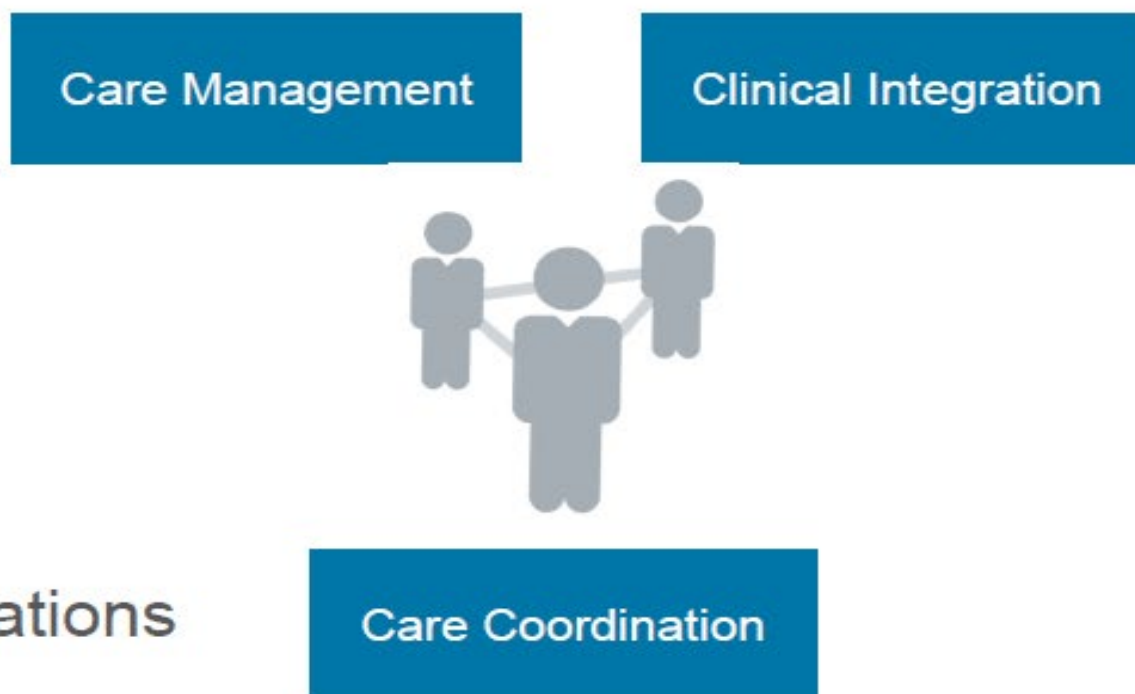 Care Management
Clinical Integration
ations
Care Coordination